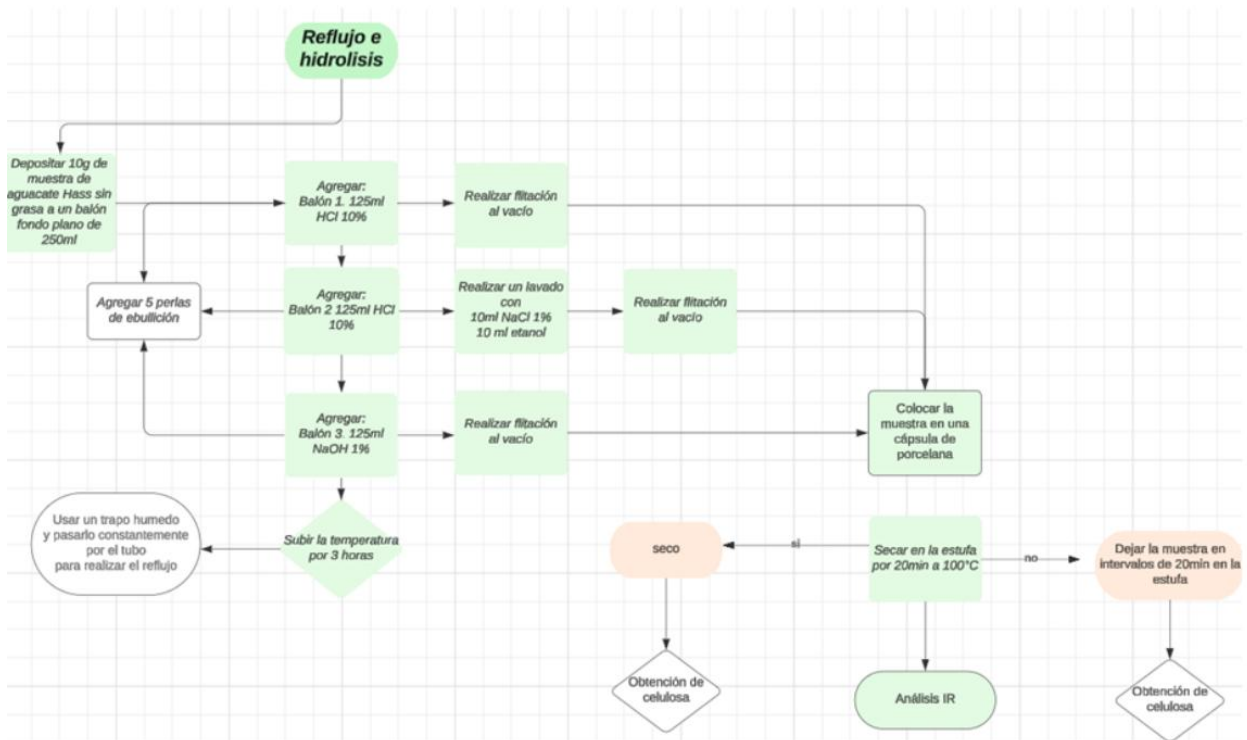 Reflujo e
hidrolisis
Depositar 10g de
muestra de
aguacate Hass sin
grasa a un balón
fondo plano de
250ml
Agregar:
Balón 1. 125ml
HCl 10%
Realizar fltación
al vacío
Agregar 5 perlas
de ebullición
Agregar:
Balón 2 125ml HCl
10%
Realizar un lavado
con
10ml NaCl 1%
10 ml etanol
Realizar fltación
al vacío
Agregar:
Balón 3. 125ml
NaOH 1%
Realizar fltación
al vacío
Colocar la
muestra en una
cápsula de
porcelana
Usar un trapo humedo
y pasarlo constantemente
por el tubo
para realizar el reflujo
Subir la temperatura
por 3 horas
seco
si
Secar en la estufa
por 20min a 100°C
no
Dejar la muestra en
intervalos de 20min en la
estufa
Obtención de
celulosa
Análisis IR
Obtención de
celulosa